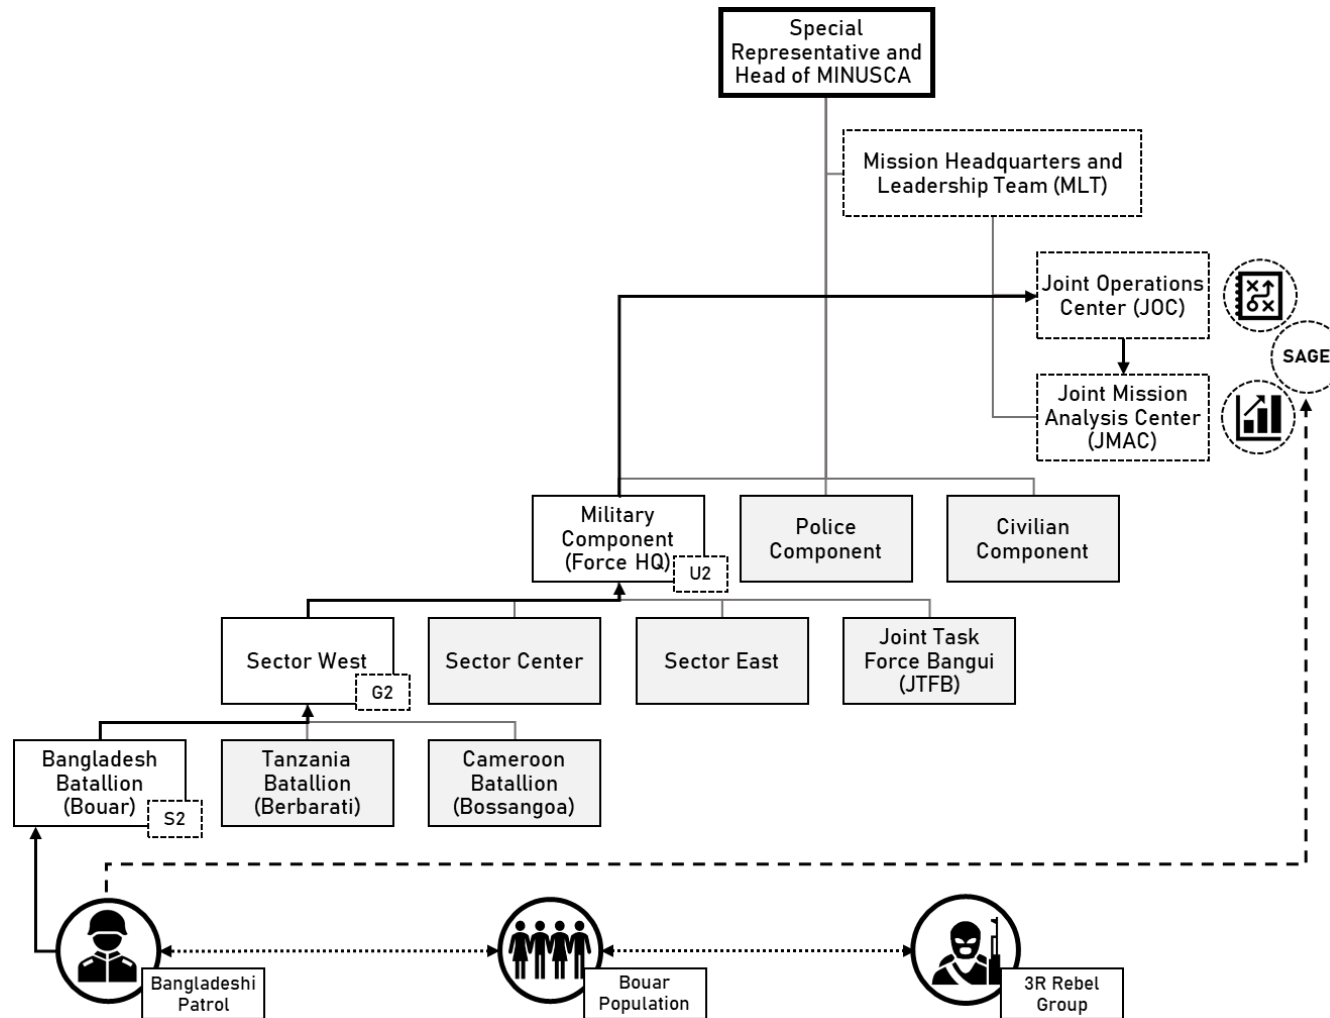 Special
Representative and
Head of MINUSCA
Mission Headquarters and
Leadership Team (MLT)
Joint Operations
Center (JOC)
SAGE
Joint Mission
Analysis Center
(JMAC)
Military
Component
(Force HQ)
U2
Police
Component
Civilian
Component
Sector West
G2
Sector Center
Sector East
Joint Task
Force Bangui
(JTFB)
Bangladesh
Batallion
(Bouar)
S2
Tanzania
Batallion
(Berbarati)
Cameroon
Batallion
(Bossangoa)
Bangladeshi
Patrol
Bouar
Population
3R Rebel
Group